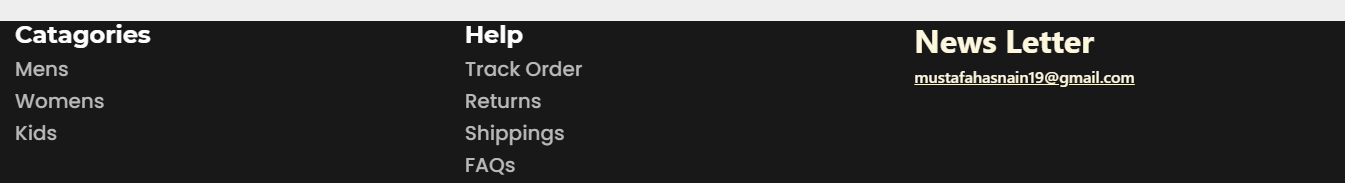 Catagories
Mens
Womens
Kids
Help
Track Order
Returns
Shippings
FAQs
News Letter
mustafahasnain19@gmail.com